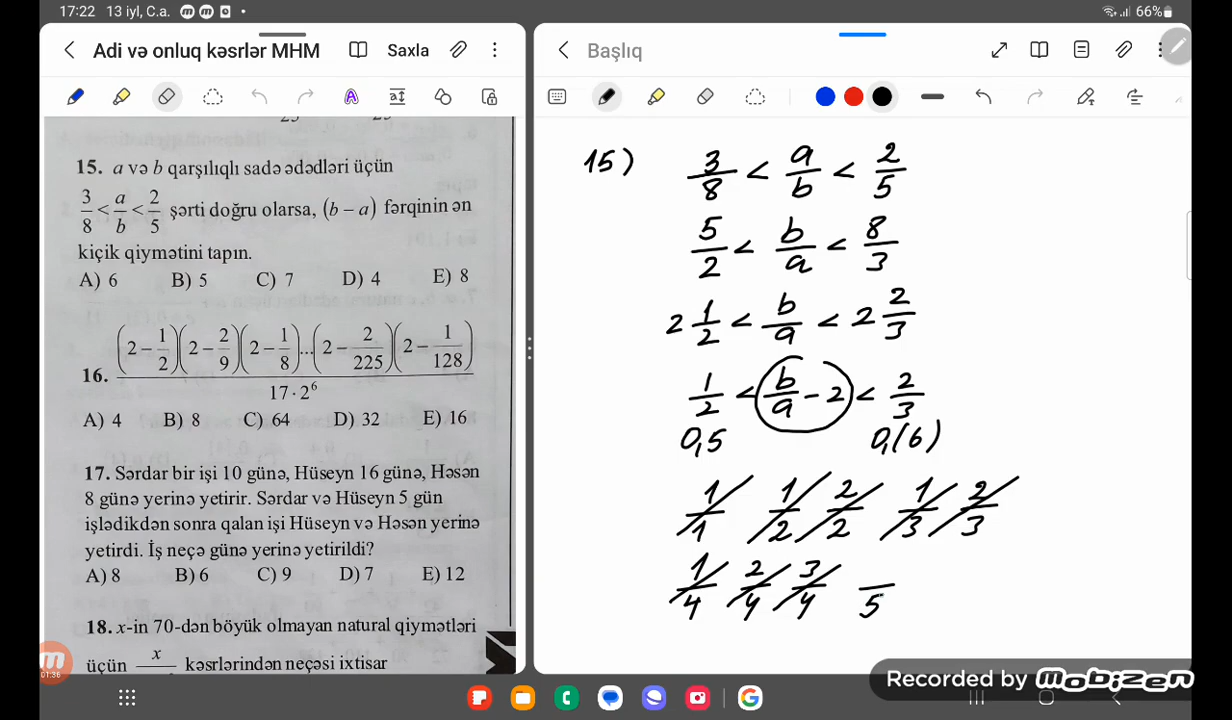 17:22 13 iyl, C.a. 66%
Adi və onluq kəsrlər MHM Saxla
Başlıq
25 25
15. a və b qarşılıqlı sadə ədədləri üçün
3/8 < a/b < 2/5 şərti doğru olarsa, (b – a) fərqinin ən
kiçik qiymətini tapın.
A) 6 B) 5 C) 7 D) 4 E) 8
16. (2 – 1/2)(2 – 2/9)(2 – 1/8)...(2 – 2/225)(2 – 1/128) / 17 · 2⁶
A) 4 B) 8 C) 64 D) 32 E) 16
17. Sərdar bir işi 10 günə, Hüseyn 16 günə, Həsən
8 günə yerinə yetirir. Sərdar və Hüseyn 5 gün
işlədikdən sonra qalan işi Hüseyn və Həsən yerinə
yetirdi. İş neçə günə yerinə yetirildi?
A) 8 B) 6 C) 9 D) 7 E) 12
18. x-in 70-dən böyük olmayan natural qiymətləri
üçün x/ kəsrlərindən neçəsi ixtisar
15) 3/8 < a/b < 2/5
5/2 < b/a < 8/3
2 1/2 < b/a < 2 2/3
1/2 < b/a – 2 < 2/3
0,5 0,(6)
1/1 1/2 2/2 1/3 2/3
1/4 2/4 3/4 /5
01:36
Recorded by mobizen